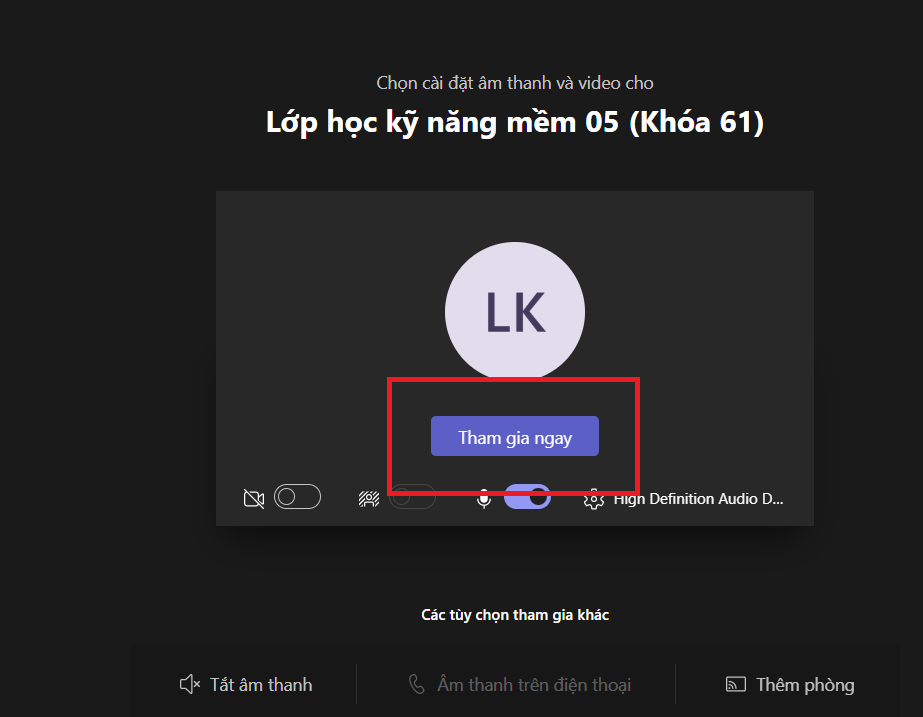 Chọn cài đặt âm thanh và video cho
Lớp học kỹ năng mềm 05 (Khóa 61)
LK
Tham gia ngay
High Definition Audio D...
Các tùy chọn tham gia khác
Tắt âm thanh
Âm thanh trên điện thoại
Thêm phòng